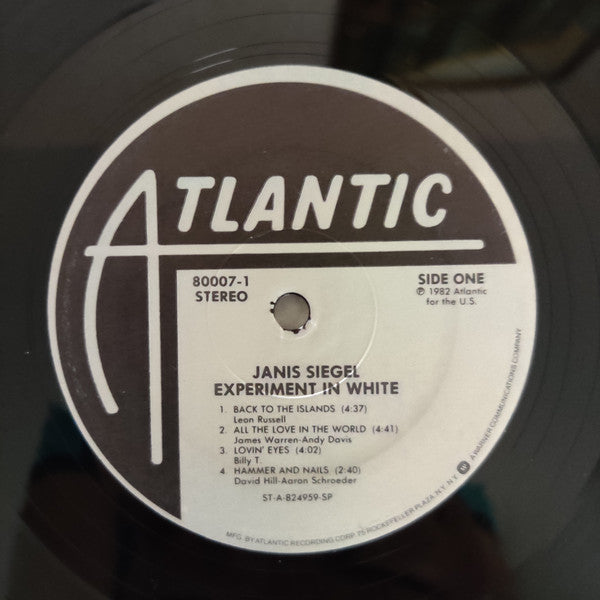 ATLANTIC
80007-1
STEREO
SIDE ONE
℗ 1982 Atlantic
for the U.S.
JANIS SIEGEL
EXPERIMENT IN WHITE
1. BACK TO THE ISLANDS (4:37)
Leon Russell
2. ALL THE LOVE IN THE WORLD (4:41)
James Warren-Andy Davis
3. LOVIN' EYES (4:02)
Billy T.
4. HAMMER AND NAILS (2:40)
David Hill-Aaron Schroeder
ST-A-824959-SP
MFG. BY ATLANTIC RECORDING CORP. 75 ROCKEFELLER PLAZA, N.Y. N.Y. A WARNER COMMUNICATIONS COMPANY